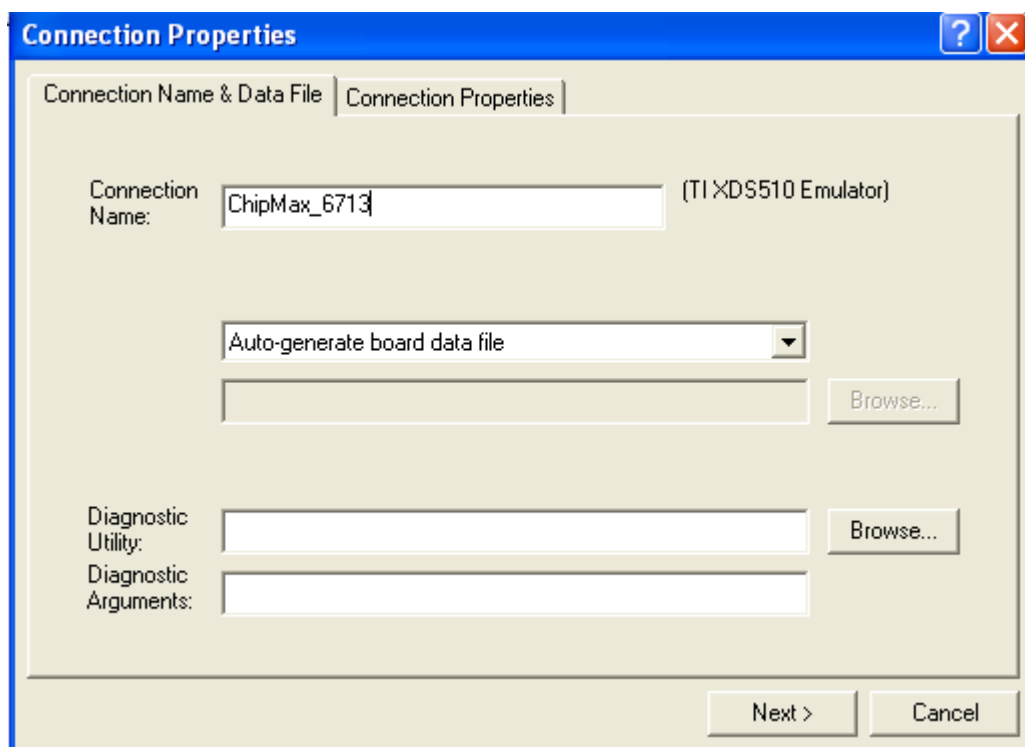 Connection Properties
Connection Name & Data File Connection Properties
Connection
Name:
ChipMax_6713
(TI XDS510 Emulator)
Auto-generate board data file
Browse...
Diagnostic
Utility:
Browse...
Diagnostic
Arguments:
Next >
Cancel